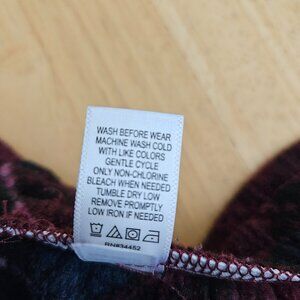 WASH BEFORE WEAR
MACHINE WASH COLD
WITH LIKE COLORS
GENTLE CYCLE
ONLY NON-CHLORINE
BLEACH WHEN NEEDED
TUMBLE DRY LOW
REMOVE PROMPTLY
LOW IRON IF NEEDED
RN#34452